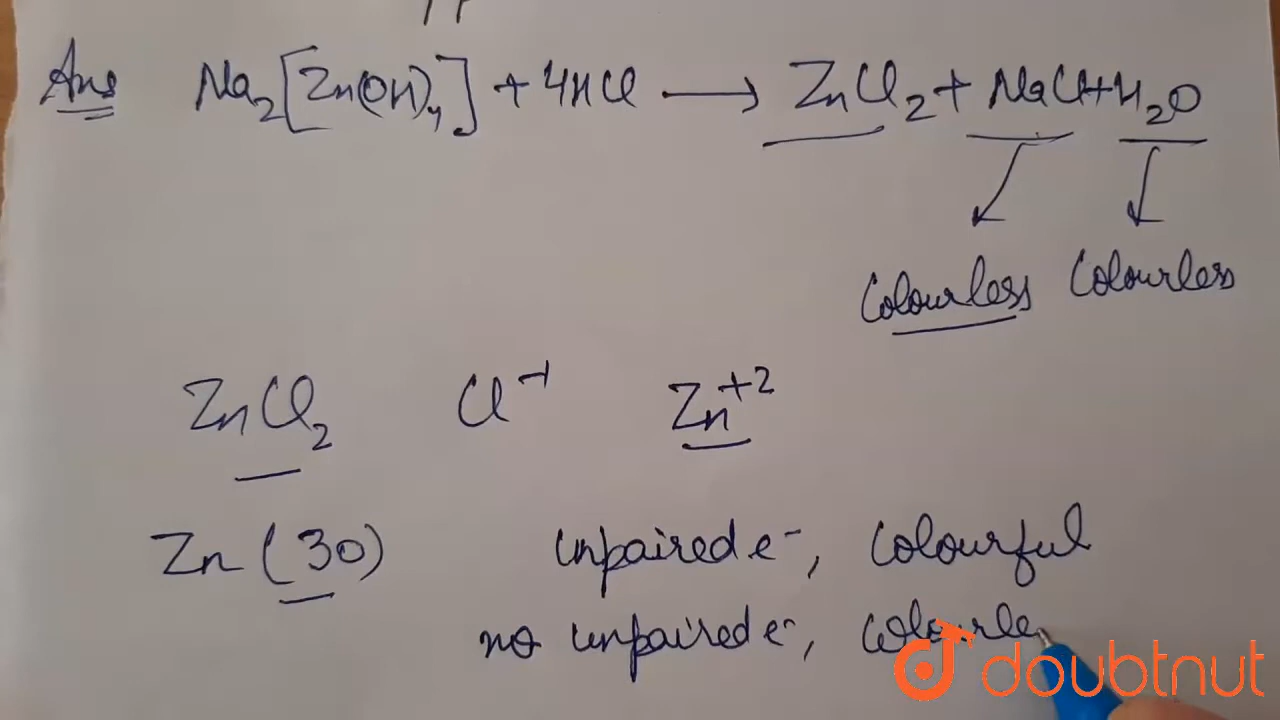 Ans Na₂[Zn(OH)₄] + 4HCl ⟶ ZnCl₂ + NaCl + H₂O
Colourless Colourless
ZnCl₂ Cl⁻¹ Zn⁺²
Zn (30) unpaired e⁻, Colourful
no unpaired e⁻, Colourle
doubtnut